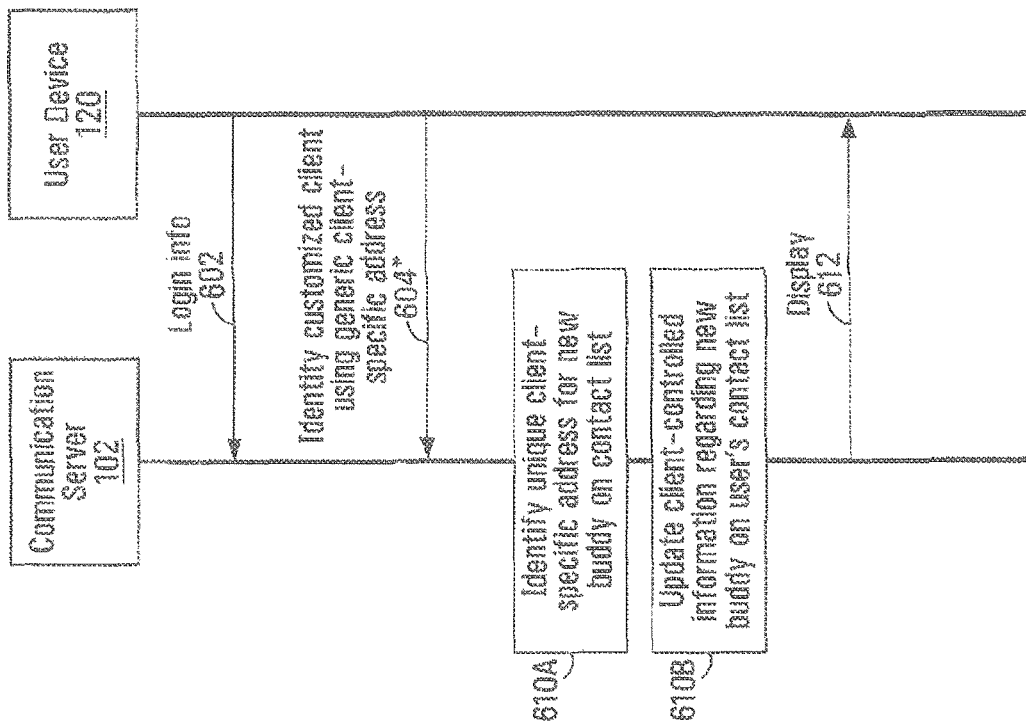 Communication
Server
102
User Device
120
Login info
602
Identity customized client
using generic client-
specific address
604*
610A
Identify unique client-
specific address for new
buddy on contact list
610B
Update client-controlled
information regarding new
buddy on user's contact list
Display
612